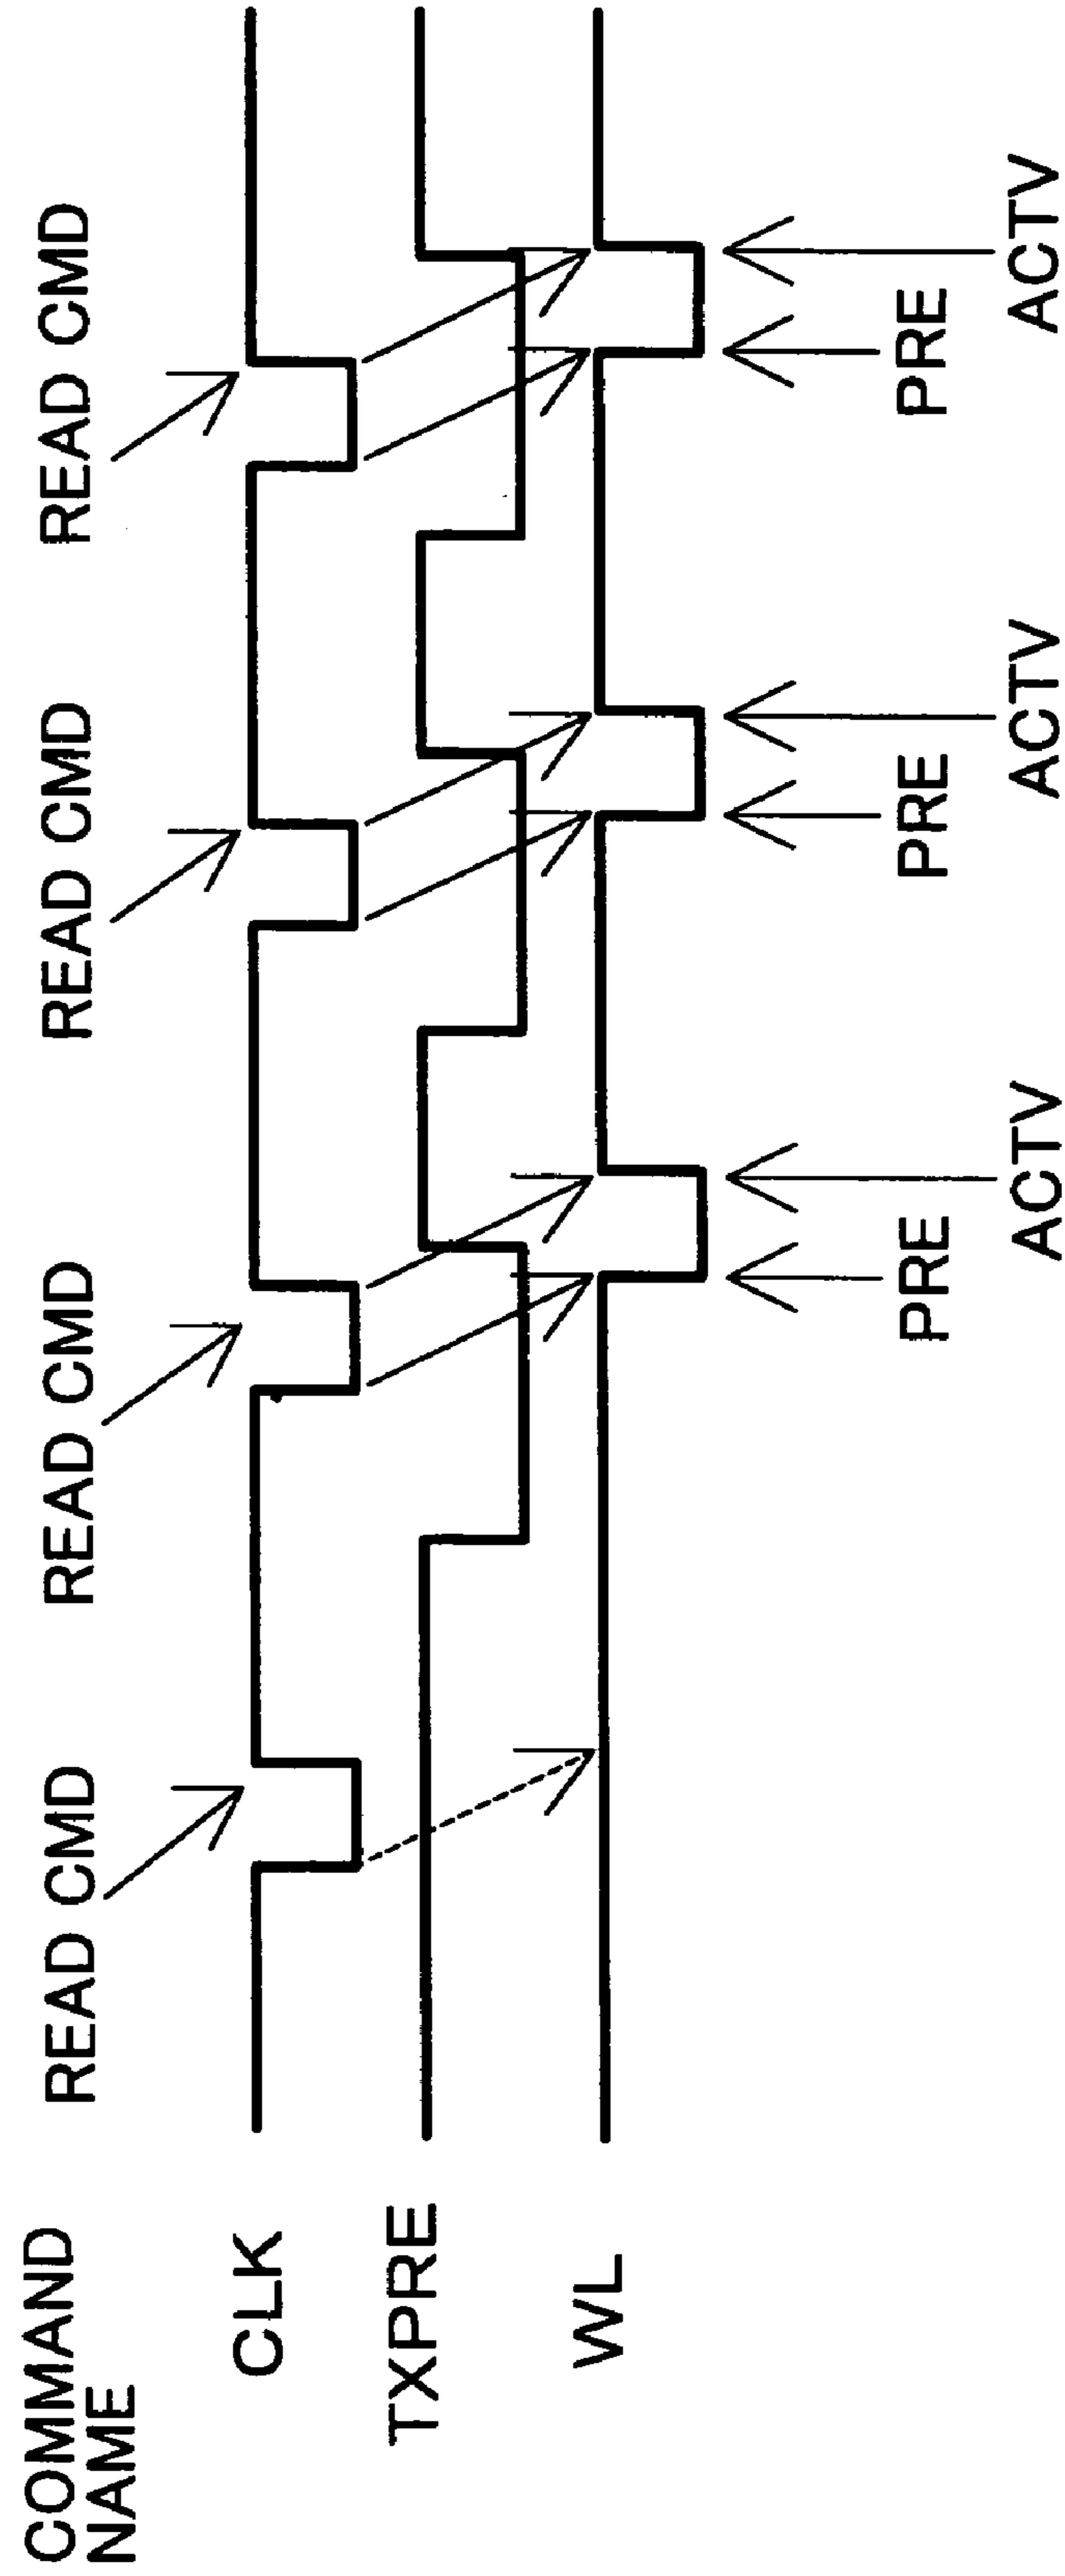 COMMAND
NAME
READ CMD
READ CMD
READ CMD
READ CMD
CLK
TXPRE
WL
PRE
PRE
PRE
ACTV
ACTV
ACTV